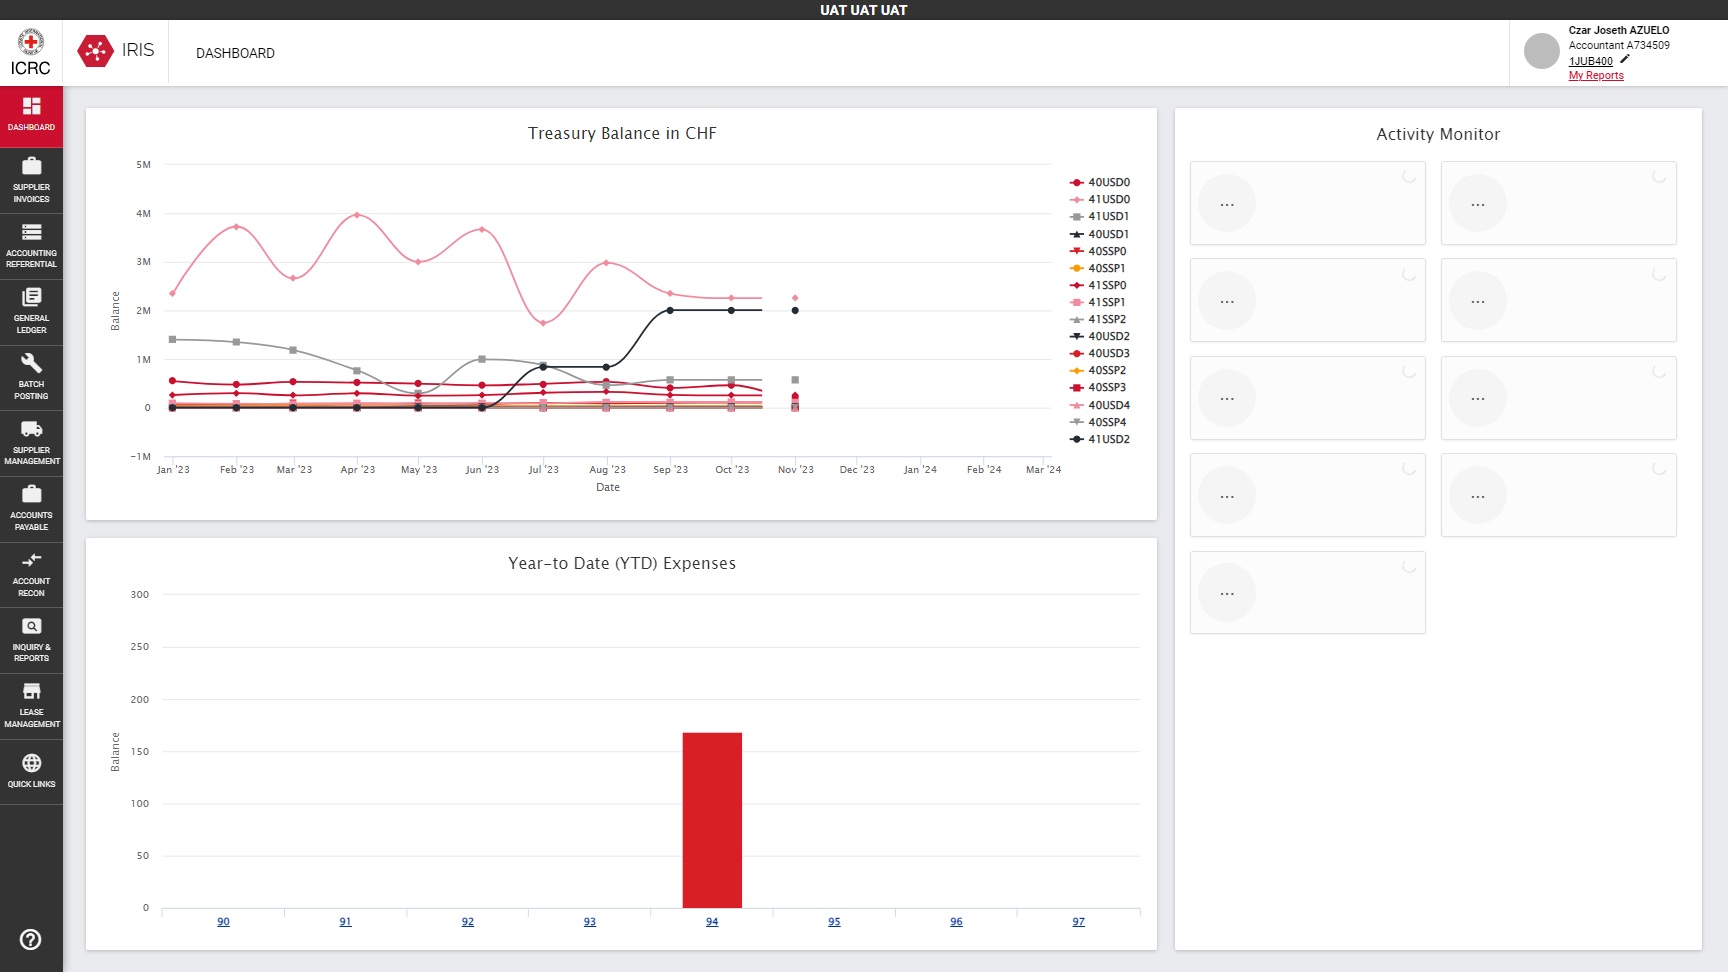 UAT UAT UAT
ICRC
IRIS
DASHBOARD
Czar Joseth AZUELO
Accountant A734509
1JUB400
My Reports
DASHBOARD
SUPPLIER
INVOICES
ACCOUNTING
REFERENTIAL
GENERAL
LEDGER
BATCH
POSTING
SUPPLIER
MANAGEMENT
ACCOUNTS
PAYABLE
ACCOUNT
RECON
INQUIRY &
REPORTS
LEASE
MANAGEMENT
QUICK LINKS
Treasury Balance in CHF
5M
4M
3M
2M
1M
0
−1M
Balance
Jan '23
Feb '23
Mar '23
Apr '23
May '23
Jun '23
Jul '23
Aug '23
Sep '23
Oct '23
Nov '23
Dec '23
Jan '24
Feb '24
Mar '24
Date
40USD0
41USD0
41USD1
40USD1
40SSP0
40SSP1
41SSP0
41SSP1
41SSP2
40USD2
40USD3
40SSP2
40SSP3
40USD4
40SSP4
41USD2
Year-to Date (YTD) Expenses
300
250
200
150
100
50
0
Balance
90
91
92
93
94
95
96
97
Activity Monitor
...
...
...
...
...
...
...
...
...